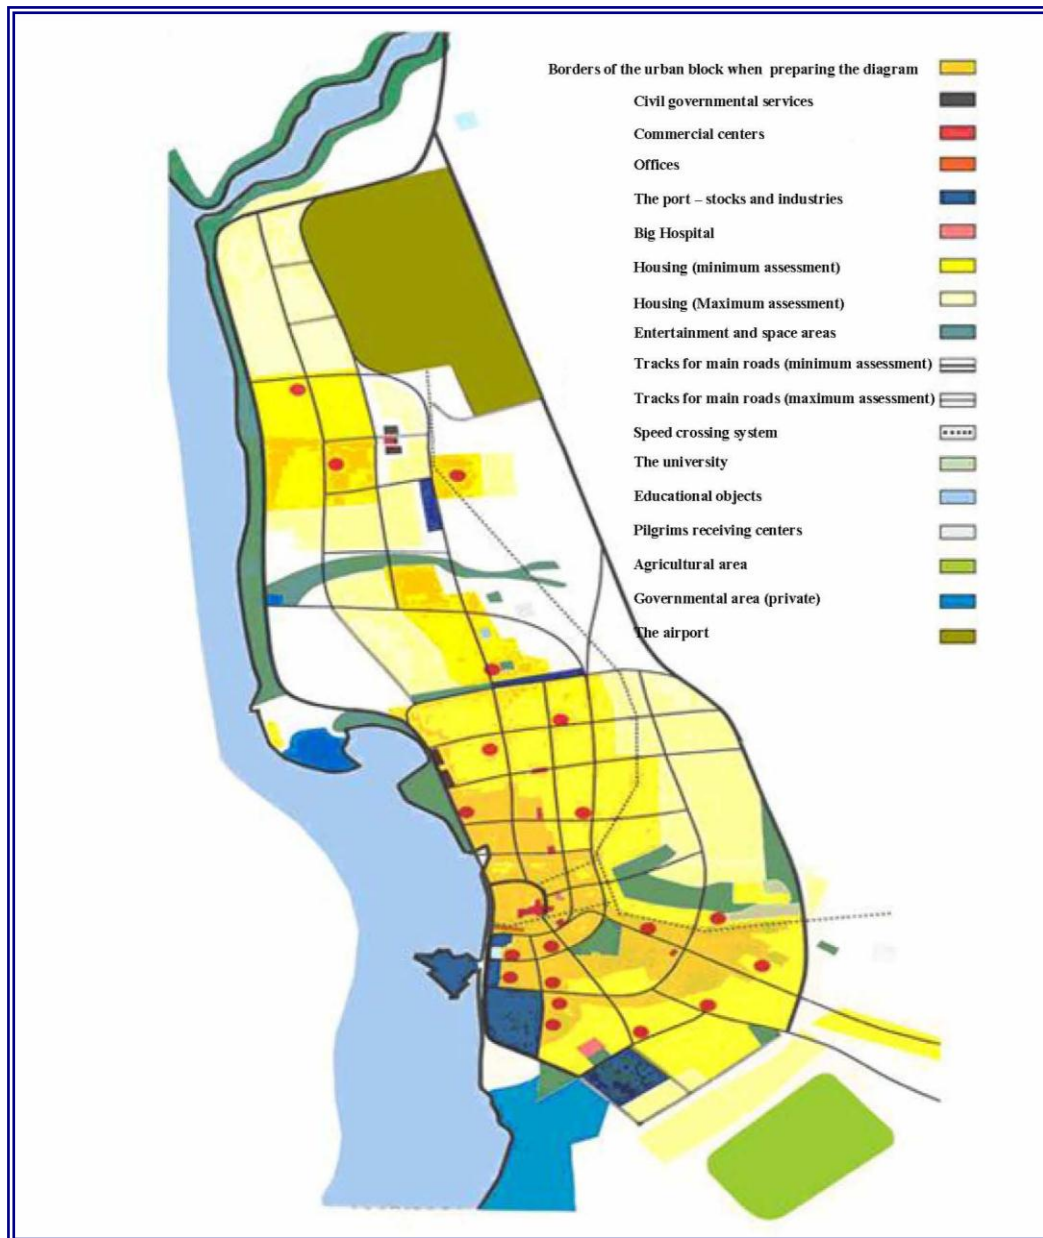 Borders of the urban block when preparing the diagram
Civil governmental services
Commercial centers
Offices
The port – stocks and industries
Big Hospital
Housing (minimum assessment)
Housing (Maximum assessment)
Entertainment and space areas
Tracks for main roads (minimum assessment)
Tracks for main roads (maximum assessment)
Speed crossing system
The university
Educational objects
Pilgrims receiving centers
Agricultural area
Governmental area (private)
The airport